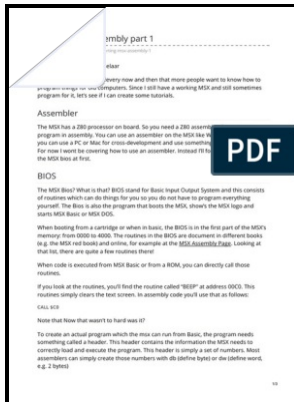 embly part 1
every now and then that more people want to know how to
program things for old computers. Since I still have a working MSX and still sometimes
program for it, let's see if I can create some tutorials.
Assembler
The MSX has a Z80 processor on board. So you need a Z80 assemb
program in assembly. You can use an assembler on the MSX like W
you can use a PC or Mac for cross-development and use something
For now I wont be covering how to use an assembler. Instead I'll fo
the MSX bios at first.
PDF
BIOS
The MSX Bios? What is that? BIOS stand for Basic Input Output System and this consists
of routines which can do things for you so you do not have to program everything
yourself. The Bios is also the program that boots the MSX, show's the MSX logo and
starts MSX Basic or MSX DOS.
When booting from a cartridge or when in basic, the BIOS is in the first part of the MSX's
memory: from 0000 to 4000. The routines in the BIOS are document in different books
(e.g. the MSX red book) and online, for example at the MSX Assembly Page. Looking at
that list, there are quite a few routines there!
When code is executed from MSX Basic or from a ROM, you can directly call those
routines.
If you look at the routines, you'll find the routine called "BEEP" at address 00C0. This
routines simply clears the text screen. In assembly code you'll use that as follows:
CALL &C0
Note that Now that wasn't to hard was it?
To create an actual program which the msx can run from Basic, the program needs
something called a header. This header contains the information the MSX needs to
correctly load and execute the program. This header is simply a set of numbers. Most
assemblers can simply create those numbers with db (define byte) or dw (define word,
e.g. 2 bytes)